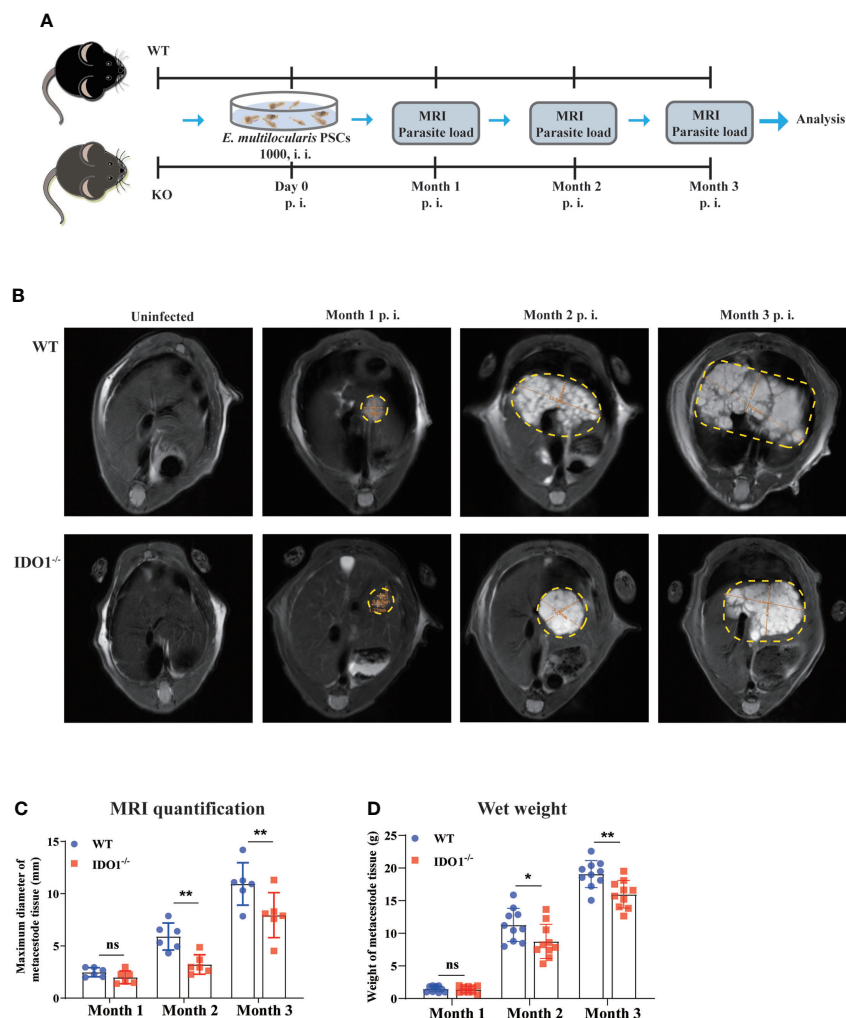 A
WT
E. multilocularis PSCs
1000, i. i.
MRI
Parasite load
MRI
Parasite load
MRI
Parasite load
Analysis
KO
Day 0
p. i.
Month 1
p. i.
Month 2
p. i.
Month 3
p. i.
B
Uninfected
Month 1 p. i.
Month 2 p. i.
Month 3 p. i.
WT
IDO1-/-
C
MRI quantification
WT
IDO1-/-
Maximum diameter of
metacestode tissue (mm)
15
10
5
0
ns
**
**
Month 1
Month 2
Month 3
D
Wet weight
WT
IDO1-/-
Weight of metacestode tissue (g)
25
20
15
10
5
0
ns
*
**
Month 1
Month 2
Month 3